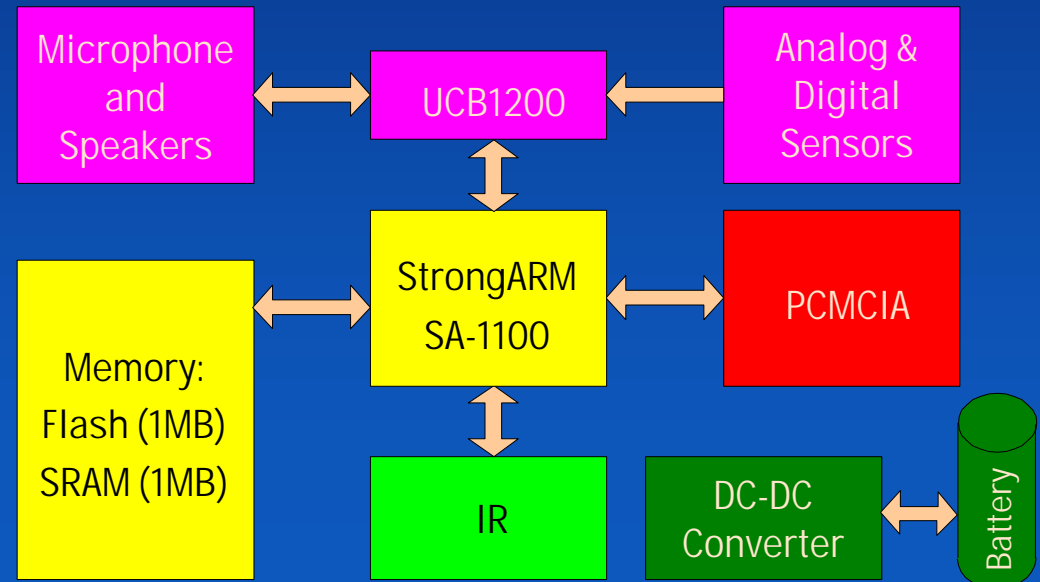 Microphone
and
Speakers
UCB1200
Analog &
Digital
Sensors
StrongARM
SA-1100
PCMCIA
Memory:
Flash (1MB)
SRAM (1MB)
IR
DC-DC
Converter
Battery